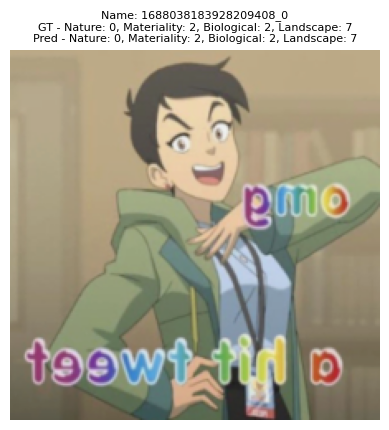 Name: 1688038183928209408_0
GT - Nature: 0, Materiality: 2, Biological: 2, Landscape: 7
Pred - Nature: 0, Materiality: 2, Biological: 2, Landscape: 7
omg
a hit tweet